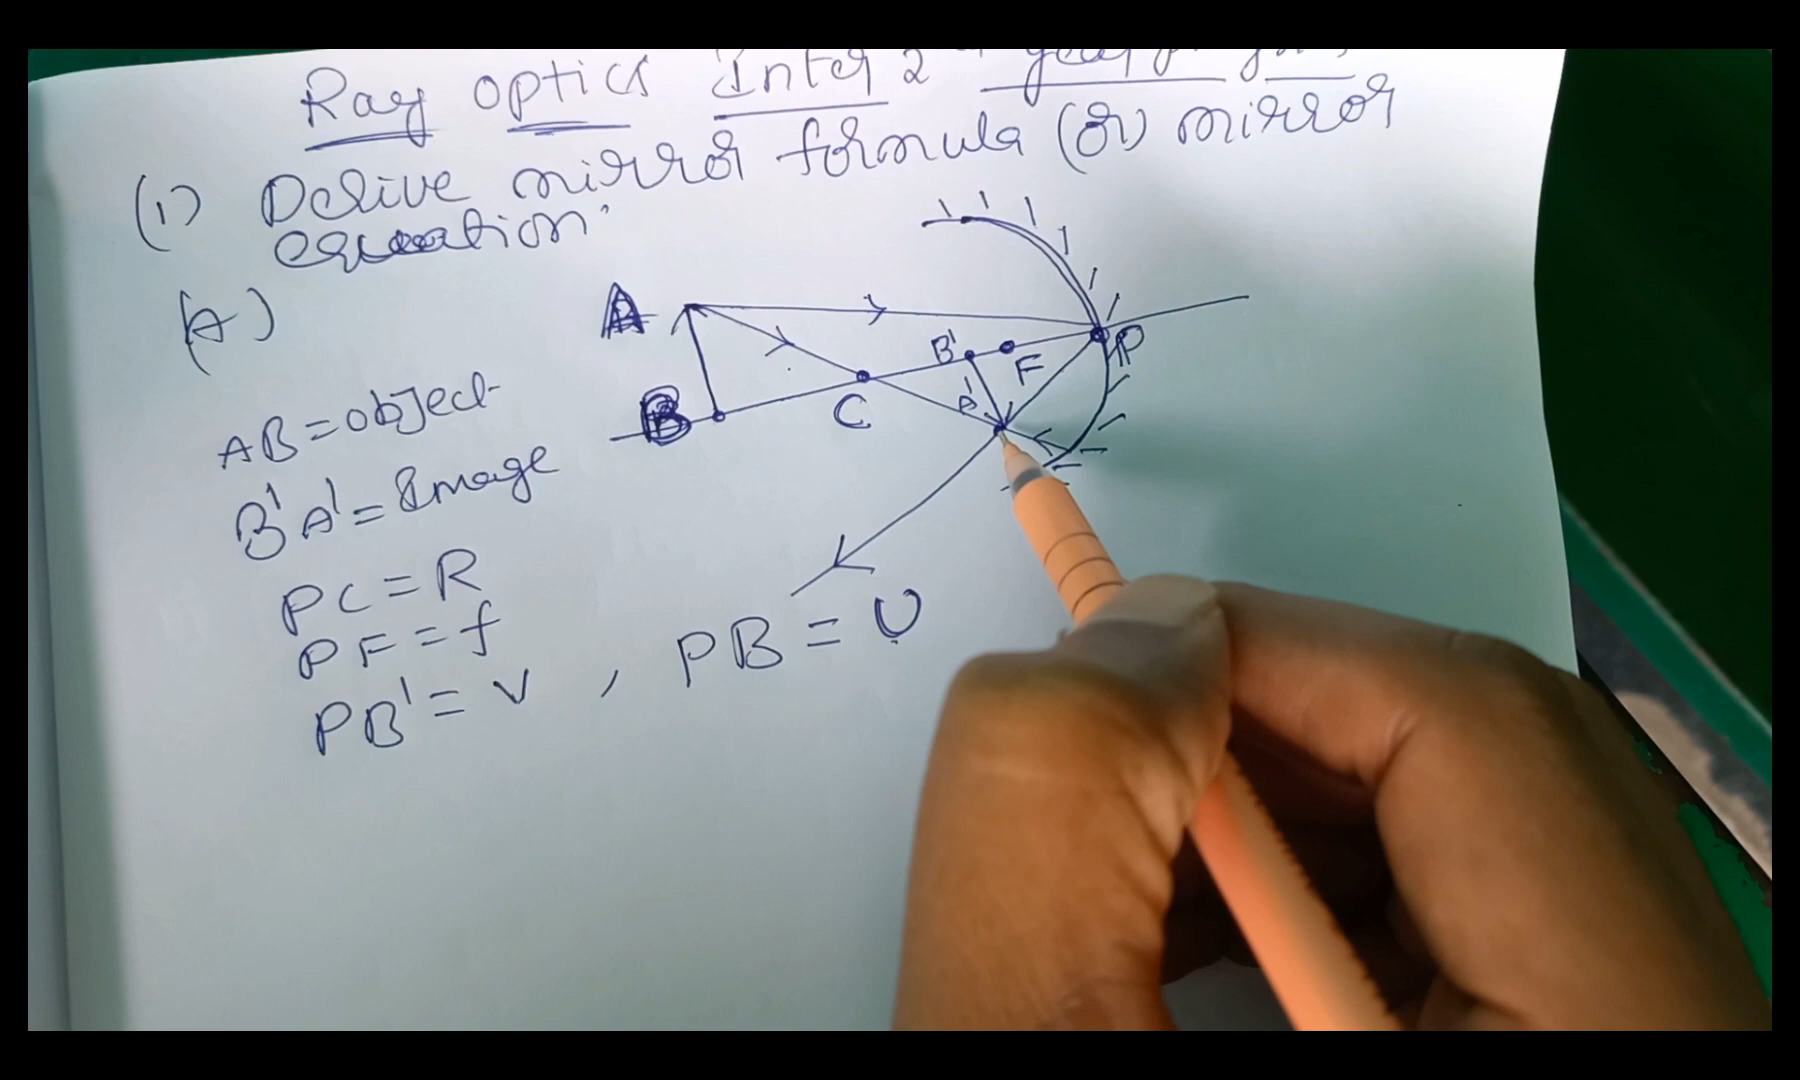 Ray optics Inter 2
(1) Derive mirror formula (or) mirror
equation.
(A)
A
B' P
B F
C A'
AB = object
B'A' = Image
PC = R
PF = f
PB' = v , PB = U